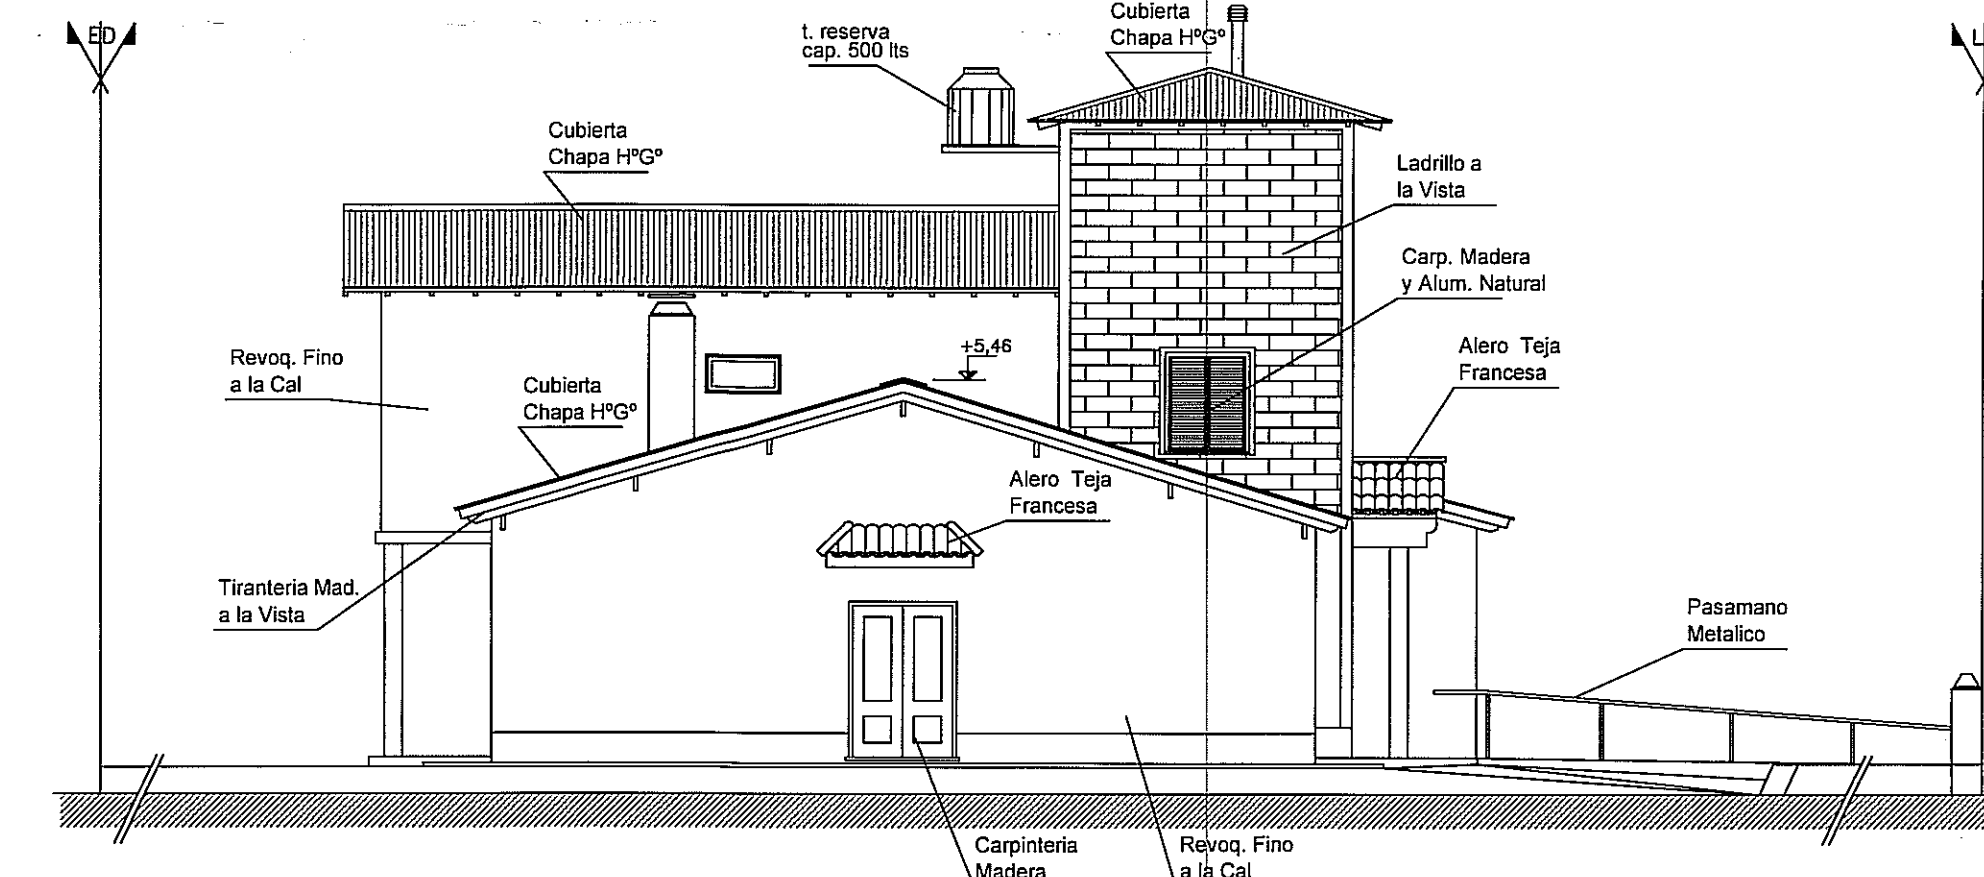 ED
L
t. reserva
cap. 500 lts
Cubierta
Chapa HºGº
Cubierta
Chapa HºGº
Ladrillo a
la Vista
Carp. Madera
y Alum. Natural
Alero Teja
Francesa
Revoq. Fino
a la Cal
Cubierta
Chapa HºGº
+5,46
Alero Teja
Francesa
Tiranteria Mad.
a la Vista
Pasamano
Metalico
Carpinteria
Madera
Revoq. Fino
a la Cal